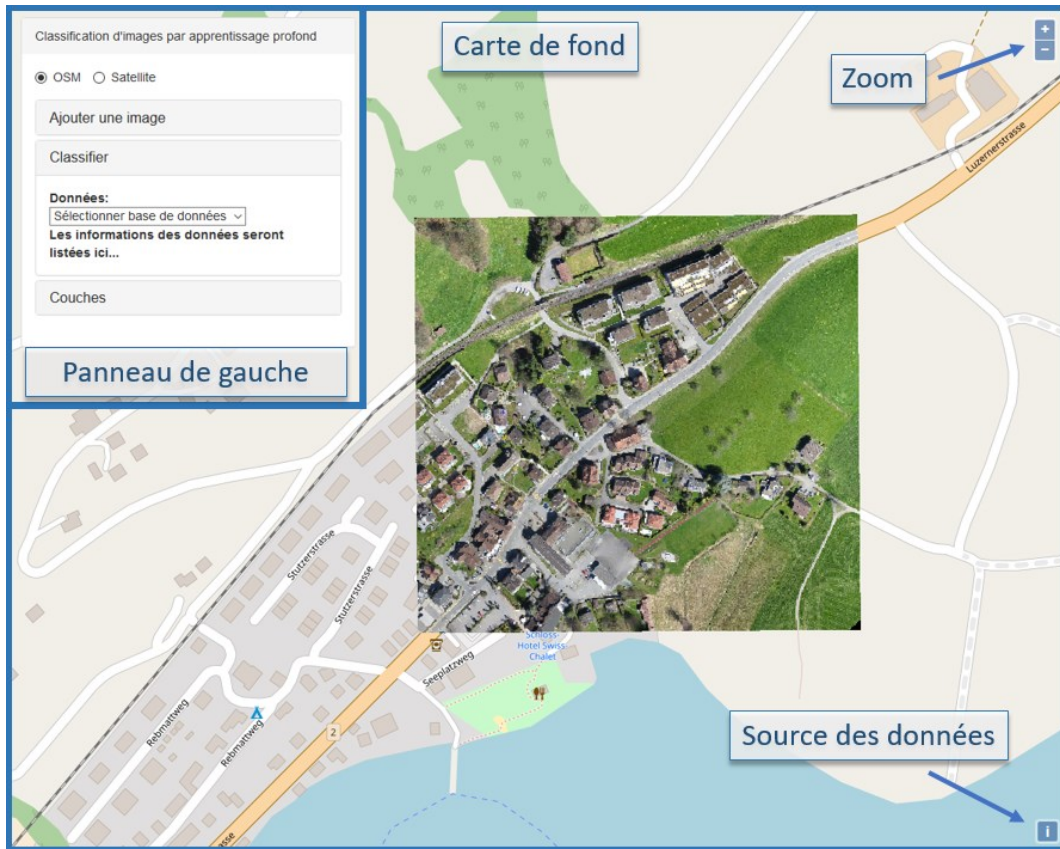 Classification d'images par apprentissage profond
OSM
Satellite
Ajouter une image
Classifier
Données:
Sélectionner base de données
Les informations des données seront
listées ici...
Couches
Panneau de gauche
Carte de fond
Zoom
+
−
Luzernerstrasse
Stutzerstrasse
Stutzerstrasse
Schloss-
Hotel Swiss-
Chalet
Seeplatzweg
Rebmattweg
Rebmattweg
2
Source des données
i